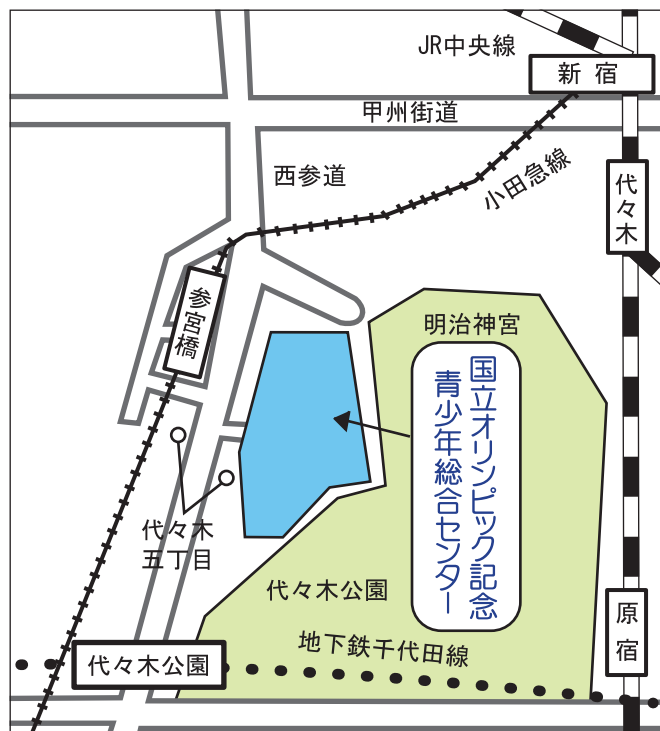 JR中央線
新宿
甲州街道
西参道
小田急線
代々木
参宮橋
明治神宮
国立オリンピック記念
青少年総合センター
代々木
五丁目
代々木公園
原宿
地下鉄千代田線
代々木公園